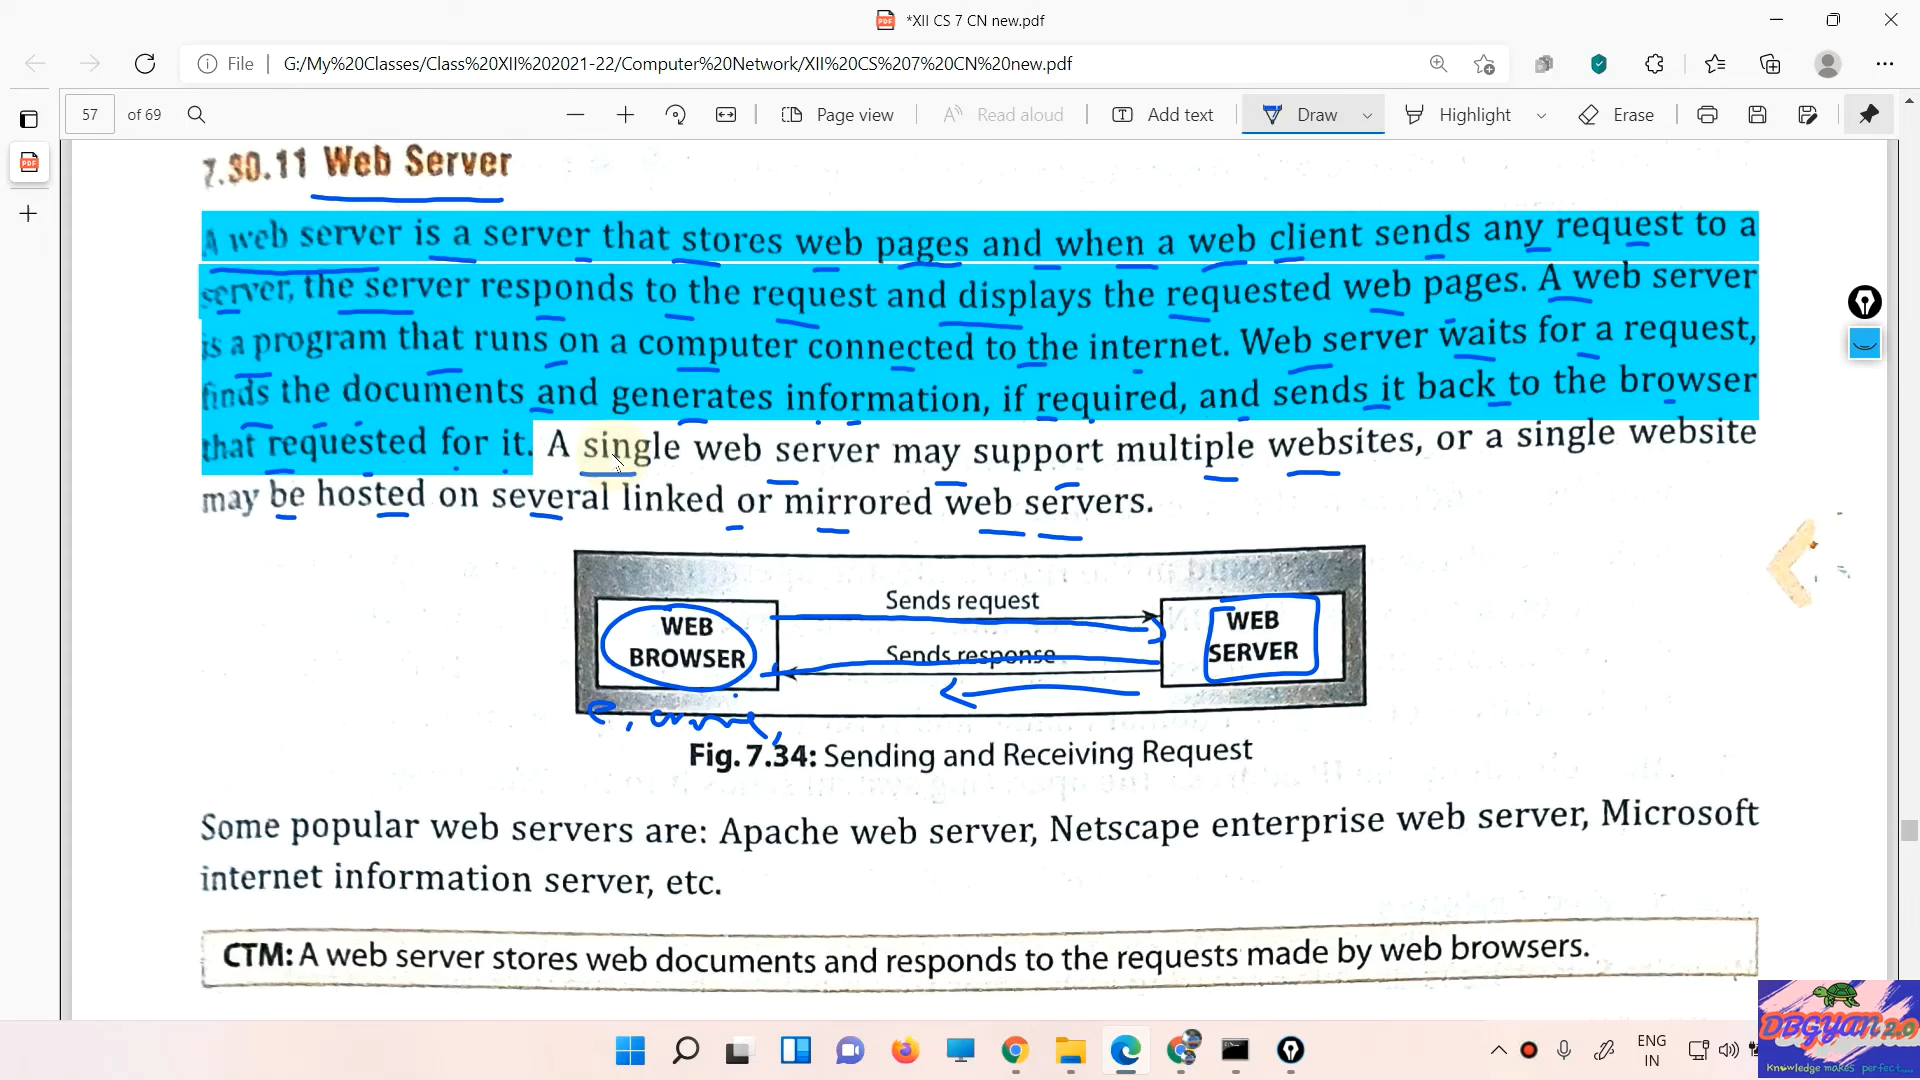 *XII CS 7 CN new.pdf
File | G:/My%20Classes/Class%20XII%202021-22/Computer%20Network/XII%20CS%207%20CN%20new.pdf
57 of 69 Page view Read aloud Add text Draw Highlight Erase
7.30.11 Web Server
A web server is a server that stores web pages and when a web client sends any request to a
server, the server responds to the request and displays the requested web pages. A web server
is a program that runs on a computer connected to the internet. Web server waits for a request,
finds the documents and generates information, if required, and sends it back to the browser
that requested for it. A single web server may support multiple websites, or a single website
may be hosted on several linked or mirrored web servers.
Sends request
WEB
BROWSER
Sends response
WEB
SERVER
Fig. 7.34: Sending and Receiving Request
Some popular web servers are: Apache web server, Netscape enterprise web server, Microsoft
internet information server, etc.
CTM: A web server stores web documents and responds to the requests made by web browsers.
ENG
IN
DBGyan 2.0
Knowledge makes perfect....